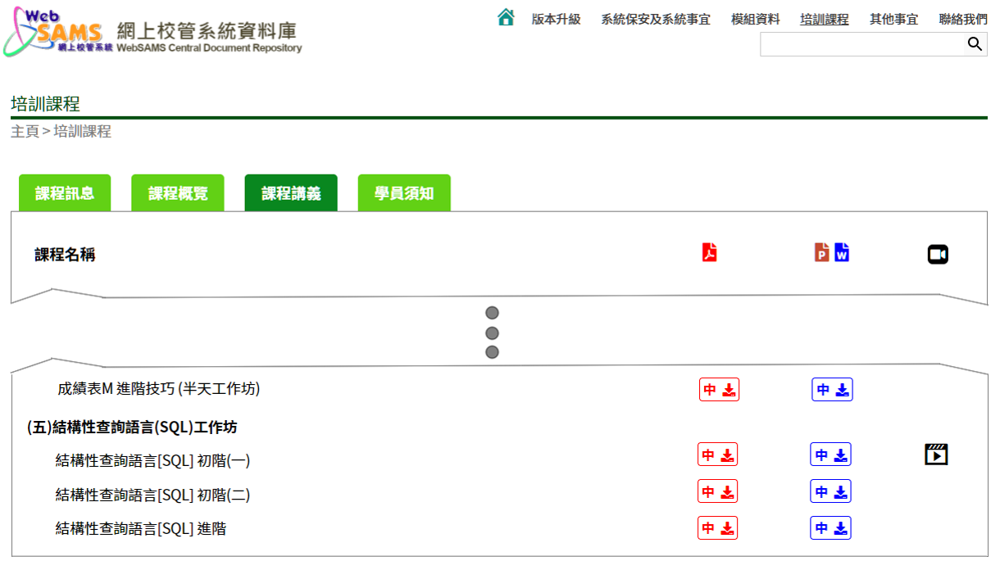 Web
SAMS
網上校管系統
網上校管系統資料庫
WebSAMS Central Document Repository
版本升級 系統保安及系統事宜 模組資料 培訓課程 其他事宜 聯絡我們
培訓課程
主頁 > 培訓課程
課程訊息 課程概覽 課程講義 學員須知
課程名稱 P W
成績表M 進階技巧 (半天工作坊) 中 中
(五)結構性查詢語言(SQL)工作坊
結構性查詢語言[SQL] 初階(一) 中 中
結構性查詢語言[SQL] 初階(二) 中 中
結構性查詢語言[SQL] 進階 中 中